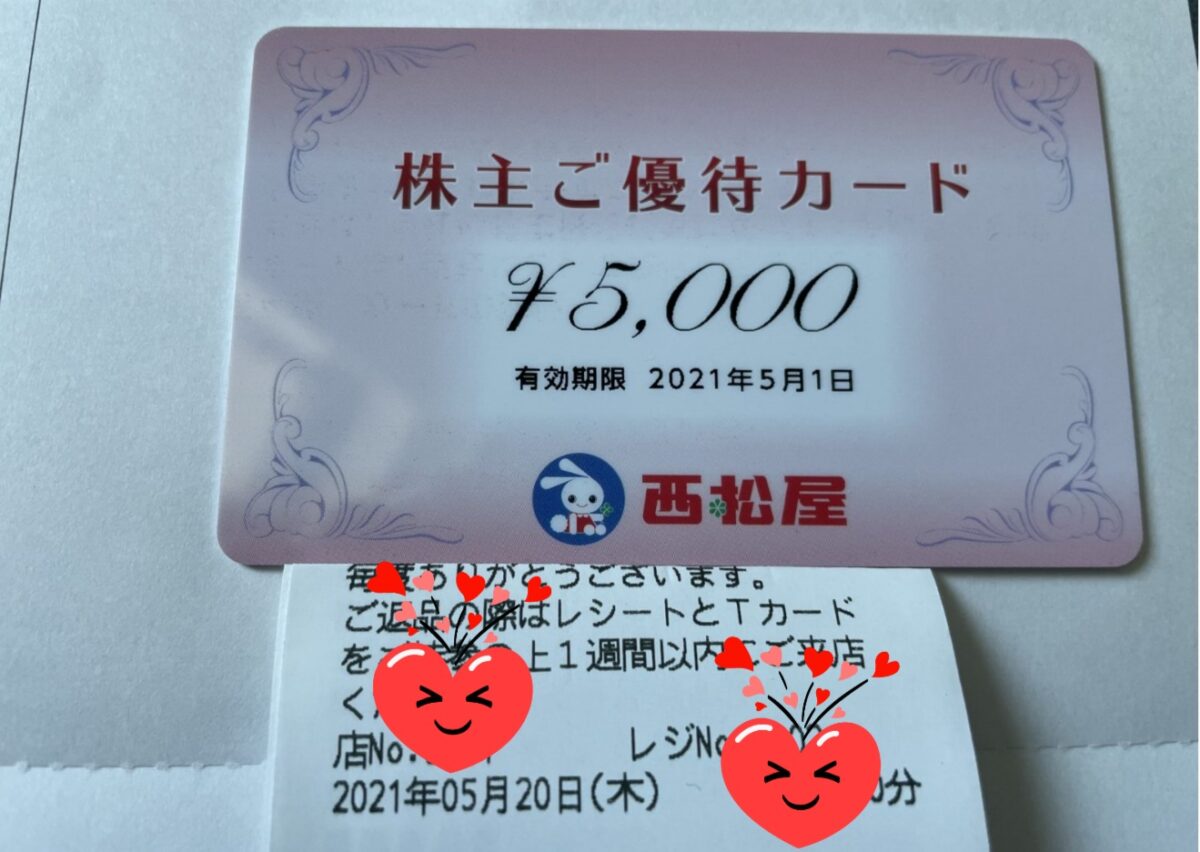 株主ご優待カード
¥5,000
有効期限 2021年5月1日
西松屋
毎度ありがとうございます。
ご返品の際はレシートとTカード
を 上1週間以内 ご来店
く
店No. レジNo
2021年05月20日(木) 分